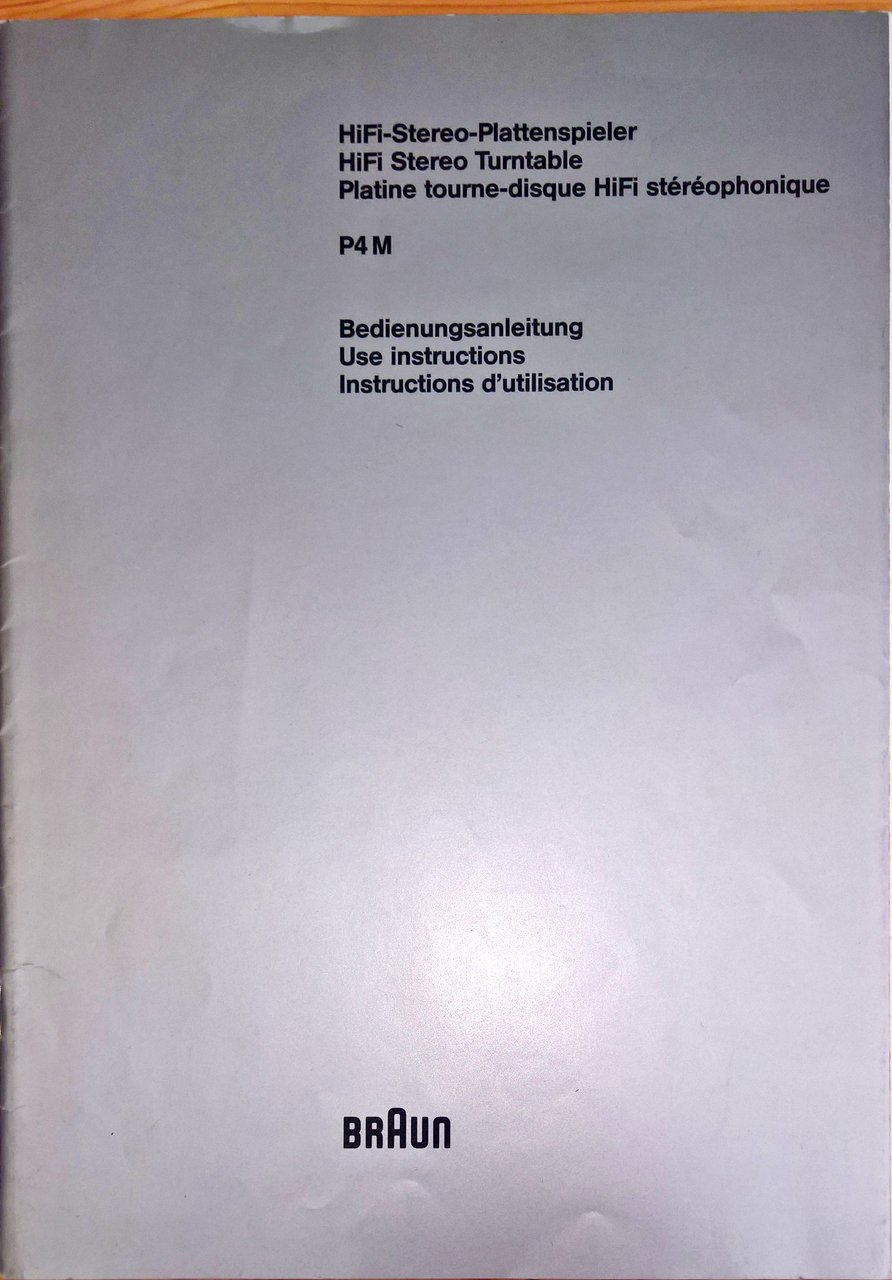 HiFi-Stereo-Plattenspieler
HiFi Stereo Turntable
Platine tourne-disque HiFi stéréophonique
P4 M
Bedienungsanleitung
Use instructions
Instructions d’utilisation
BRAUN